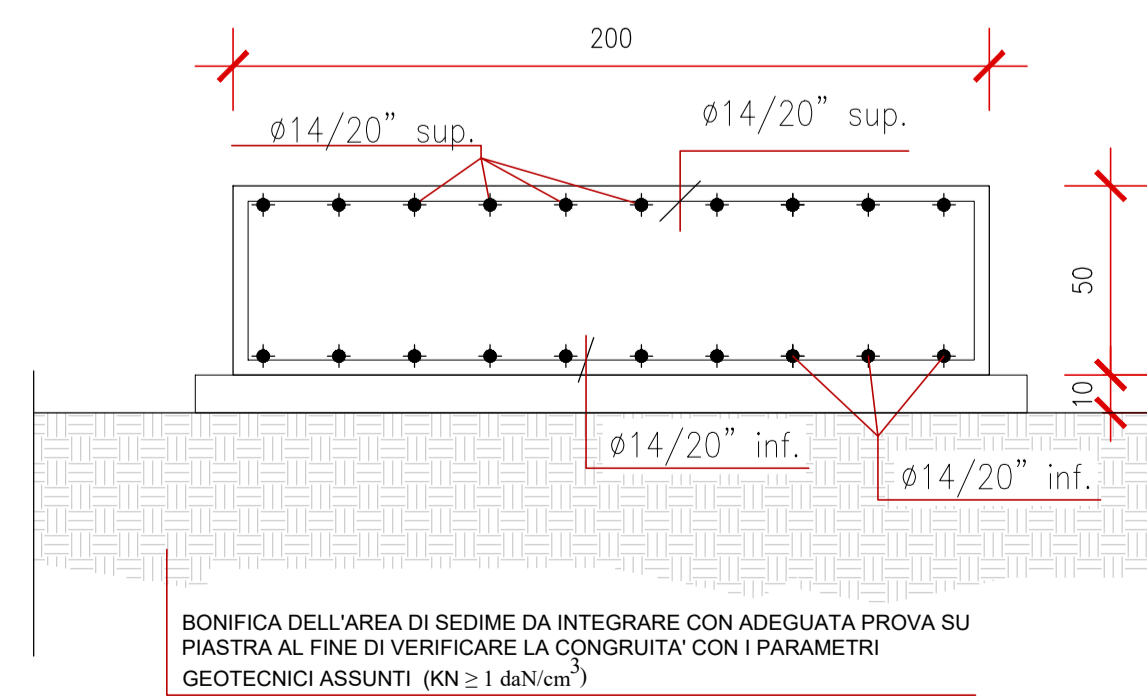 200
ø14/20” sup.
ø14/20” sup.
50
10
ø14/20” inf.
ø14/20” inf.
BONIFICA DELL'AREA DI SEDIME DA INTEGRARE CON ADEGUATA PROVA SU
PIASTRA AL FINE DI VERIFICARE LA CONGRUITA' CON I PARAMETRI
GEOTECNICI ASSUNTI (KN ≥ 1 daN/cm³)